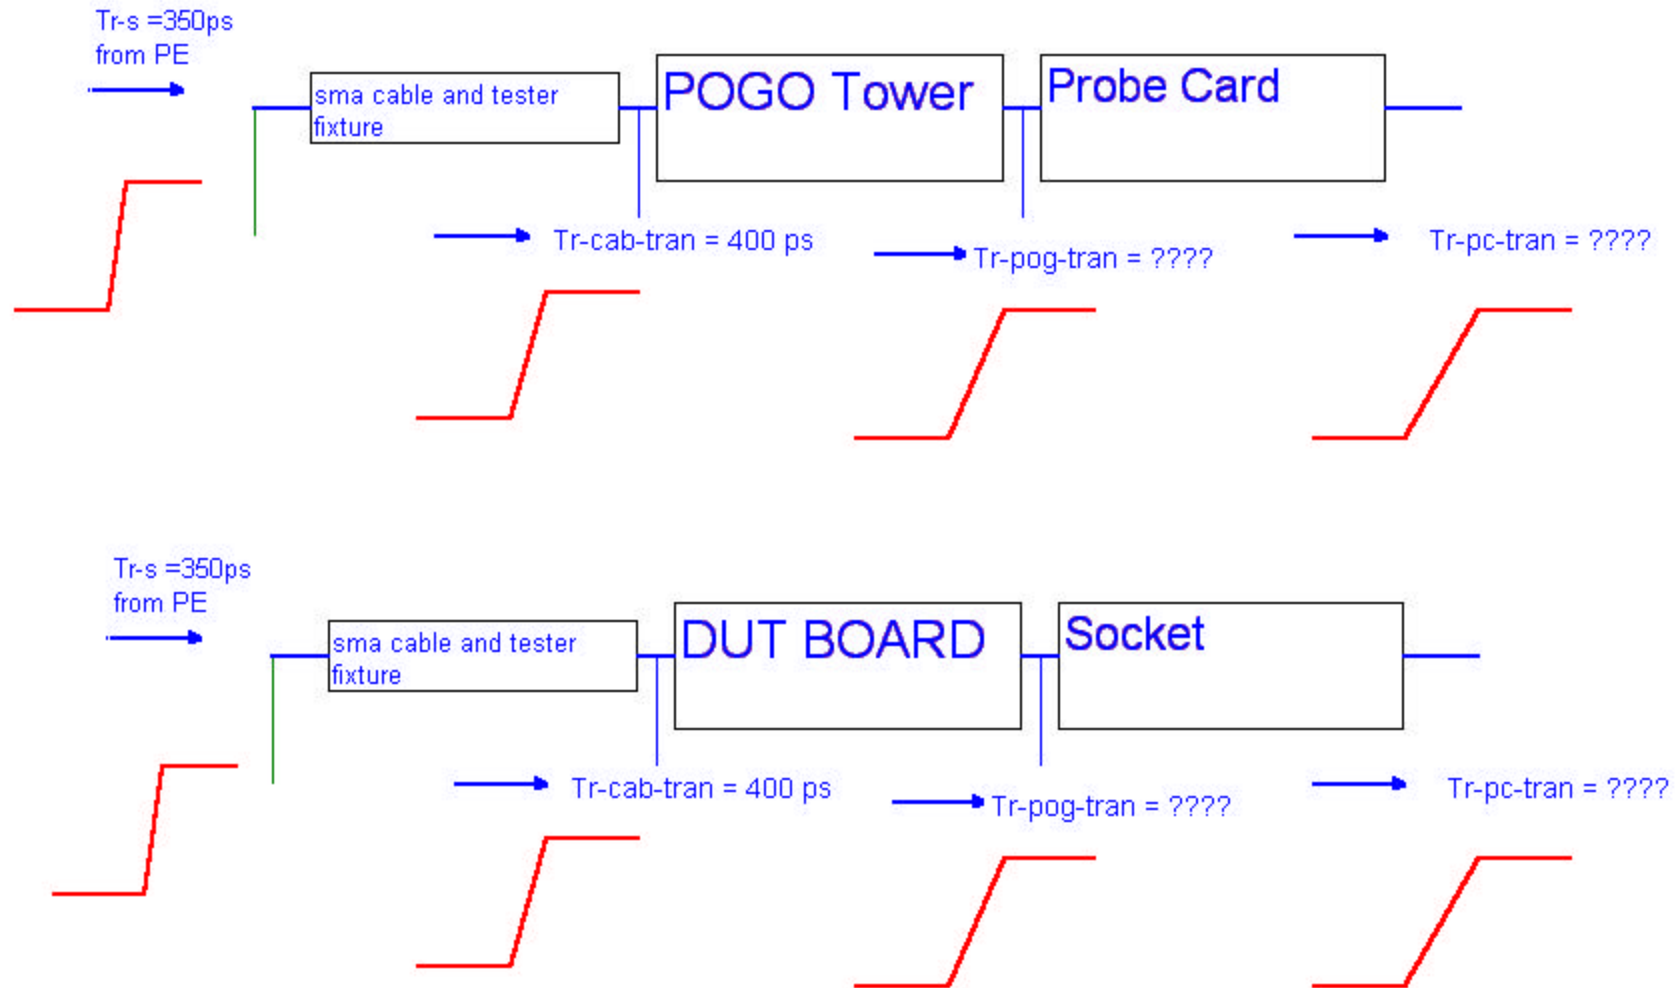 Tr-s =350ps
from PE
sma cable and tester
fixture
POGO Tower
Probe Card
Tr-cab-tran = 400 ps
Tr-pog-tran = ????
Tr-pc-tran = ????
Tr-s =350ps
from PE
sma cable and tester
fixture
DUT BOARD
Socket
Tr-cab-tran = 400 ps
Tr-pog-tran = ????
Tr-pc-tran = ????